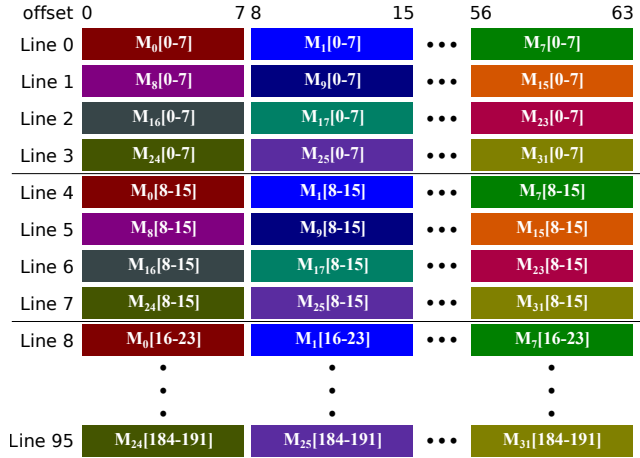 offset 0 7 8 15 56 63
Line 0 M0[0-7] M1[0-7] ••• M7[0-7]
Line 1 M8[0-7] M9[0-7] ••• M15[0-7]
Line 2 M16[0-7] M17[0-7] ••• M23[0-7]
Line 3 M24[0-7] M25[0-7] ••• M31[0-7]
Line 4 M0[8-15] M1[8-15] ••• M7[8-15]
Line 5 M8[8-15] M9[8-15] ••• M15[8-15]
Line 6 M16[8-15] M17[8-15] ••• M23[8-15]
Line 7 M24[8-15] M25[8-15] ••• M31[8-15]
Line 8 M0[16-23] M1[16-23] ••• M7[16-23]
Line 95 M24[184-191] M25[184-191] ••• M31[184-191]